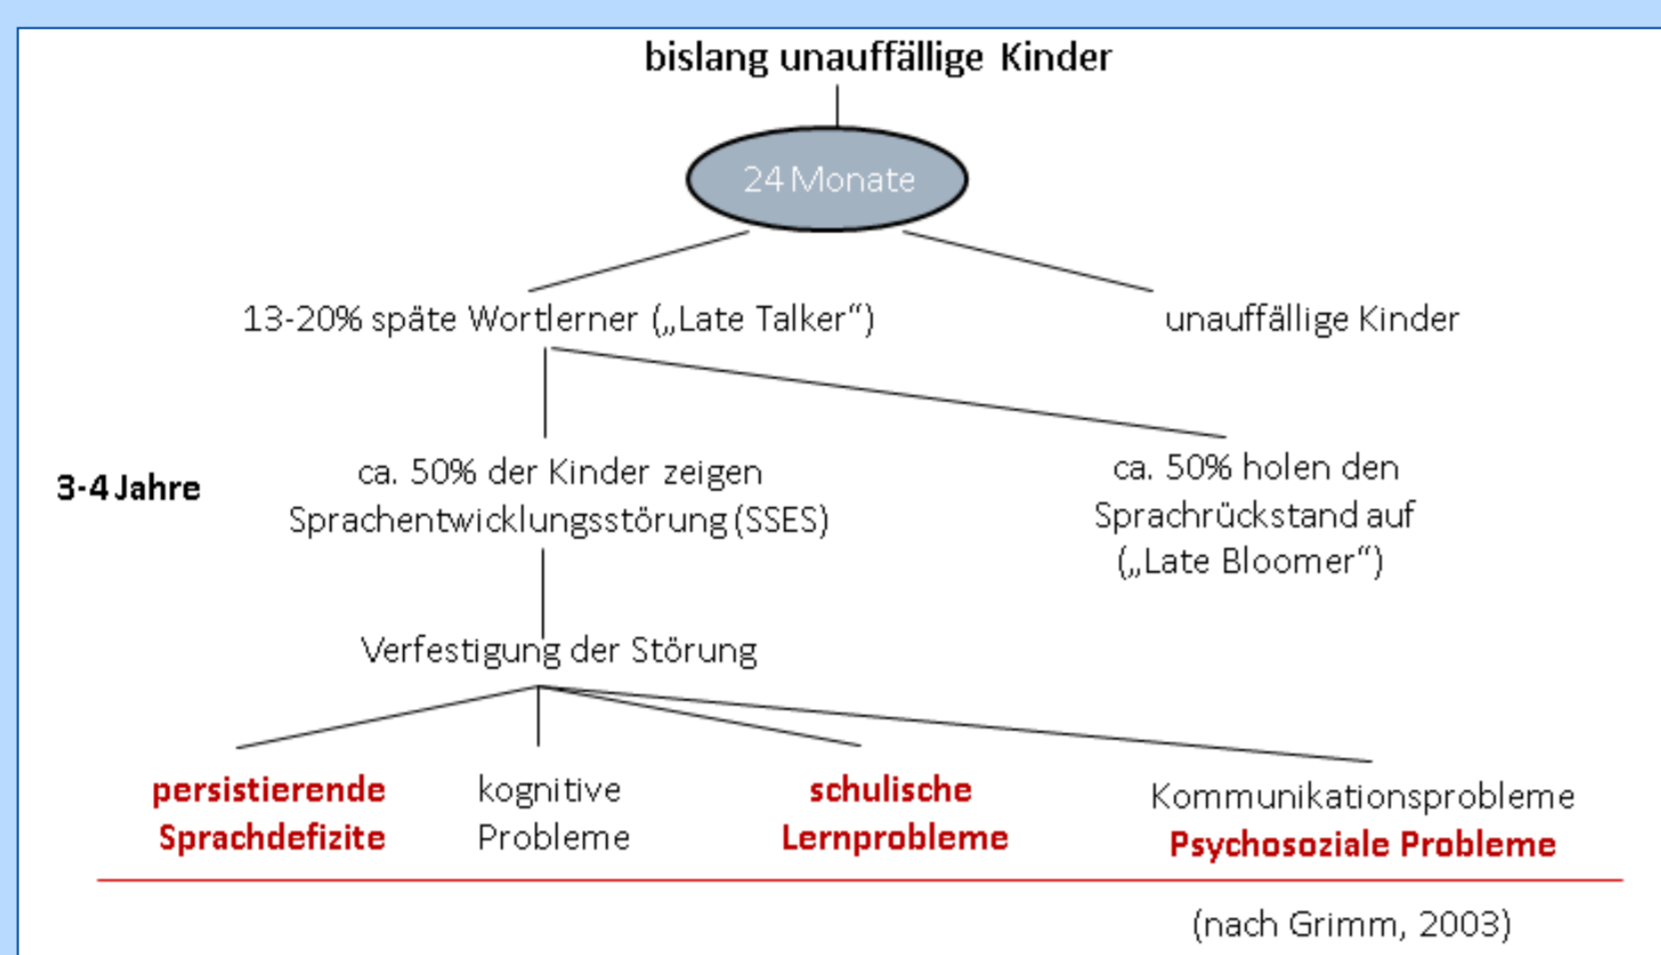 bislang unauffällige Kinder
24 Monate
13-20% späte Wortlerner („Late Talker“)
unauffällige Kinder
3-4 Jahre
ca. 50% der Kinder zeigen
Sprachentwicklungsstörung (SSES)
ca. 50% holen den
Sprachrückstand auf
(„Late Bloomer“)
Verfestigung der Störung
persistierende
Sprachdefizite
kognitive
Probleme
schulische
Lernprobleme
Kommunikationsprobleme
Psychosoziale Probleme
(nach Grimm, 2003)